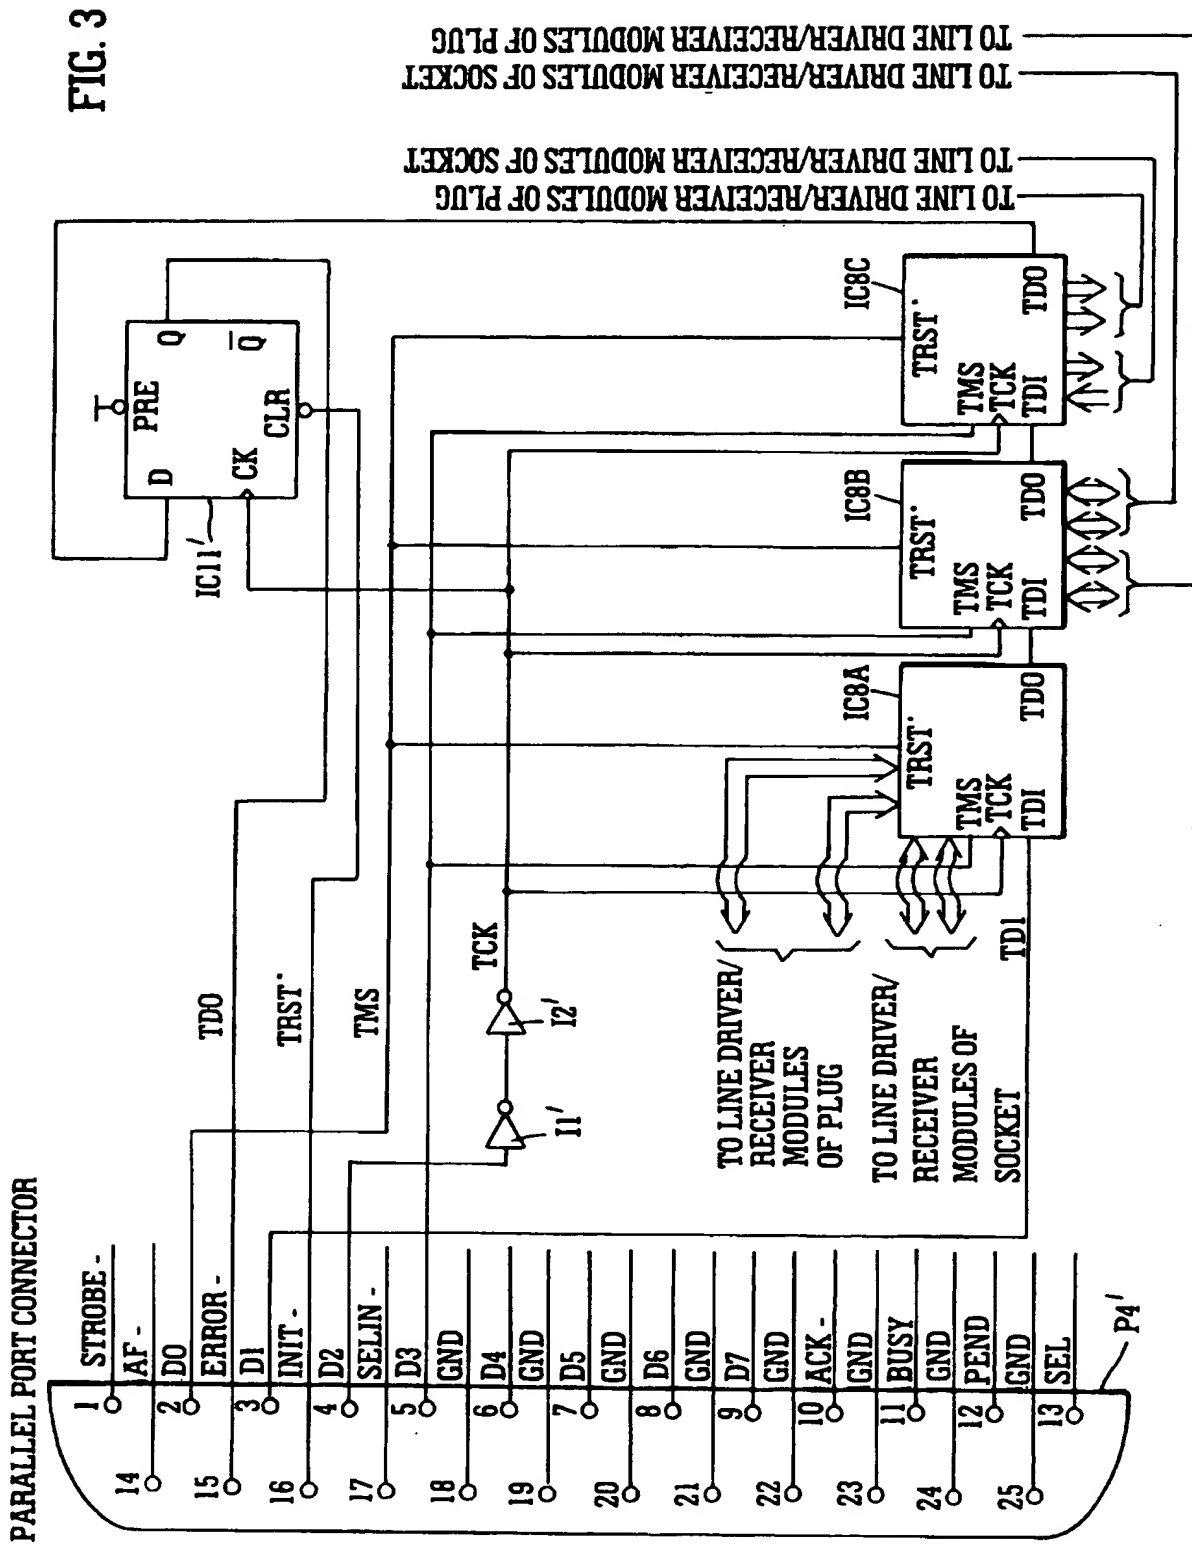 FIG. 3
PARALLEL PORT CONNECTOR
1 STROBE -
14 AF -
2 D0
15 ERROR -
3 D1
16 INIT -
4 D2
17 SELIN -
5 D3
18 GND
6 D4
19 GND
7 D5
20 GND
8 D6
21 GND
9 D7
22 GND
10 ACK -
23 GND
11 BUSY
24 GND
12 PEND
25 GND
13 SEL
P4'
TDO
TRST*
TMS
TCK
I1'
I2'
TDI
TO LINE DRIVER/
RECEIVER
MODULES
OF PLUG
TO LINE DRIVER/
RECEIVER
MODULES OF
SOCKET
IC11'
D
PRE
Q
CK
Q
CLR
IC8A
TRST*
TMS
TCK
TDI
TDO
IC8B
TRST*
TMS
TCK
TDI
TDO
IC8C
TRST*
TMS
TCK
TDI
TDO
TO LINE DRIVER/RECEIVER MODULES OF PLUG
TO LINE DRIVER/RECEIVER MODULES OF SOCKET
TO LINE DRIVER/RECEIVER MODULES OF SOCKET
TO LINE DRIVER/RECEIVER MODULES OF PLUG